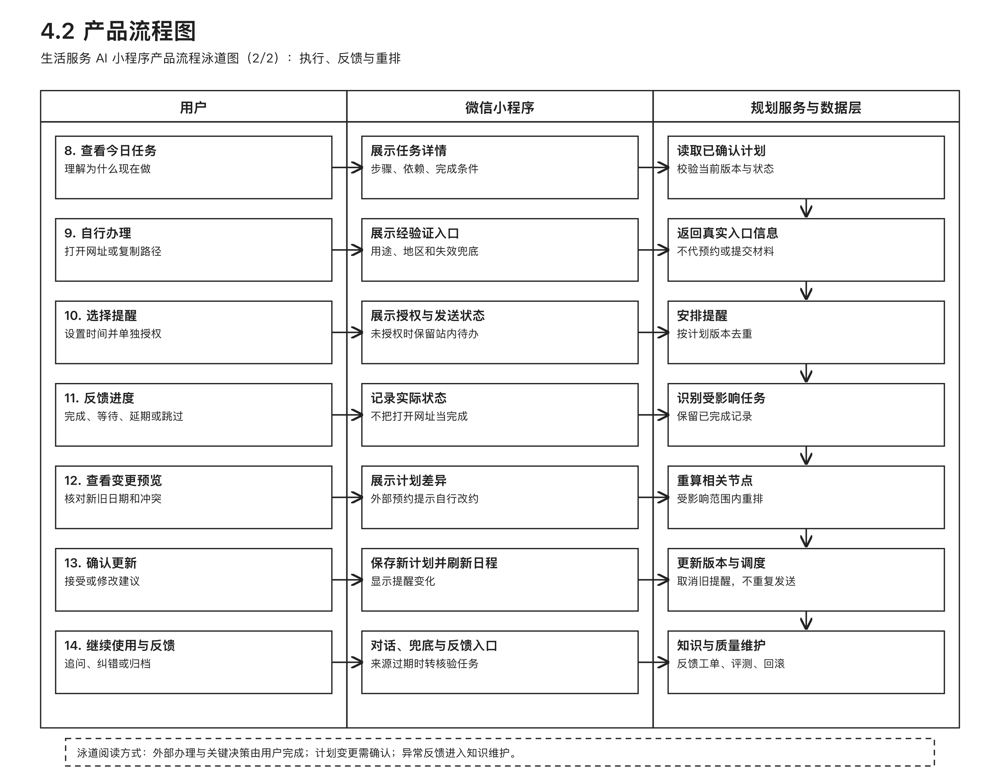 4.2 产品流程图
生活服务 AI 小程序产品流程泳道图（2/2）：执行、反馈与重排
用户
微信小程序
规划服务与数据层
8. 查看今日任务
理解为什么现在做
展示任务详情
步骤、依赖、完成条件
读取已确认计划
校验当前版本与状态
9. 自行办理
打开网址或复制路径
展示经验证入口
用途、地区和失效兜底
返回真实入口信息
不代预约或提交材料
10. 选择提醒
设置时间并单独授权
展示授权与发送状态
未授权时保留站内待办
安排提醒
按计划版本去重
11. 反馈进度
完成、等待、延期或跳过
记录实际状态
不把打开网址当完成
识别受影响任务
保留已完成记录
12. 查看变更预览
核对新旧日期和冲突
展示计划差异
外部预约提示自行改约
重算相关节点
受影响范围内重排
13. 确认更新
接受或修改建议
保存新计划并刷新日程
显示提醒变化
更新版本与调度
取消旧提醒，不重复发送
14. 继续使用与反馈
追问、纠错或归档
对话、兜底与反馈入口
来源过期时转核验任务
知识与质量维护
反馈工单、评测、回滚
泳道阅读方式：外部办理与关键决策由用户完成；计划变更需确认；异常反馈进入知识维护。